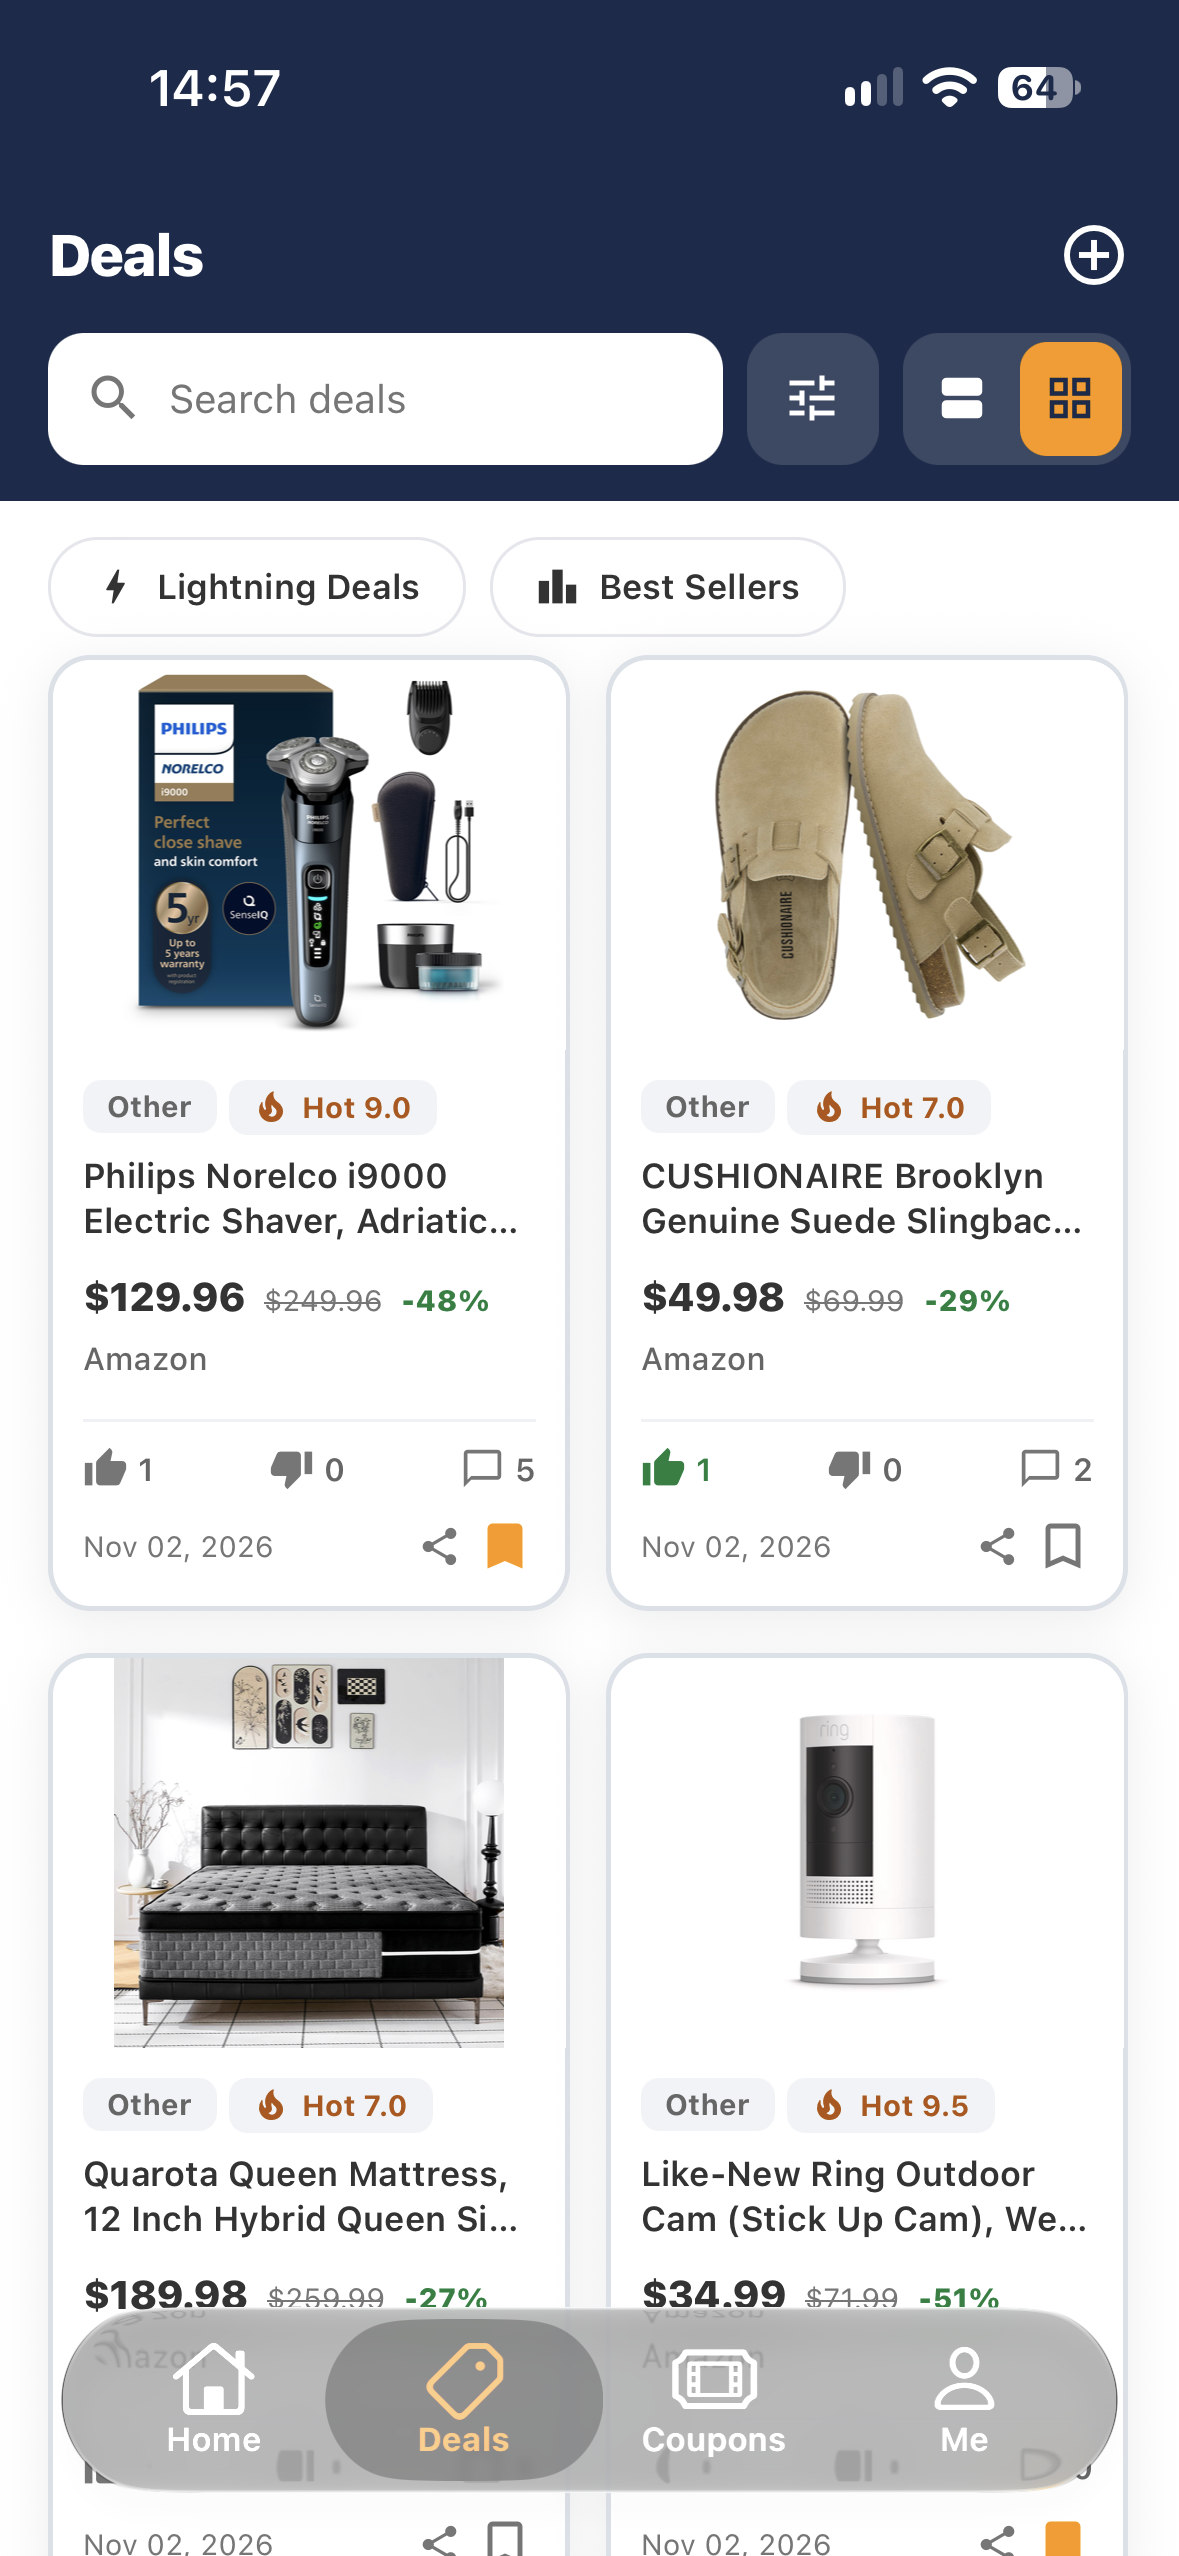 14:57
64
Deals
Search deals
Lightning Deals
Best Sellers
PHILIPS
NORELCO
i9000
Perfect
close shave
and skin comfort
5yr
Up to
5 years
warranty
with product
registration
SenseIQ
PHILIPS
NORELCO
CUSHIONAIRE
Other
Hot 9.0
Philips Norelco i9000
Electric Shaver, Adriatic...
$129.96 $249.96 -48%
Amazon
1 0 5
Nov 02, 2026
Other
Hot 7.0
CUSHIONAIRE Brooklyn
Genuine Suede Slingbac...
$49.98 $69.99 -29%
Amazon
1 0 2
Nov 02, 2026
Other
Hot 7.0
Quarota Queen Mattress,
12 Inch Hybrid Queen Si...
$189.98 $259.99 -27%
Nov 02, 2026
ring
Other
Hot 9.5
Like-New Ring Outdoor
Cam (Stick Up Cam), We...
$34.99 $71.99 -51%
Amazon
Nov 02, 2026
Home
Deals
Coupons
Me